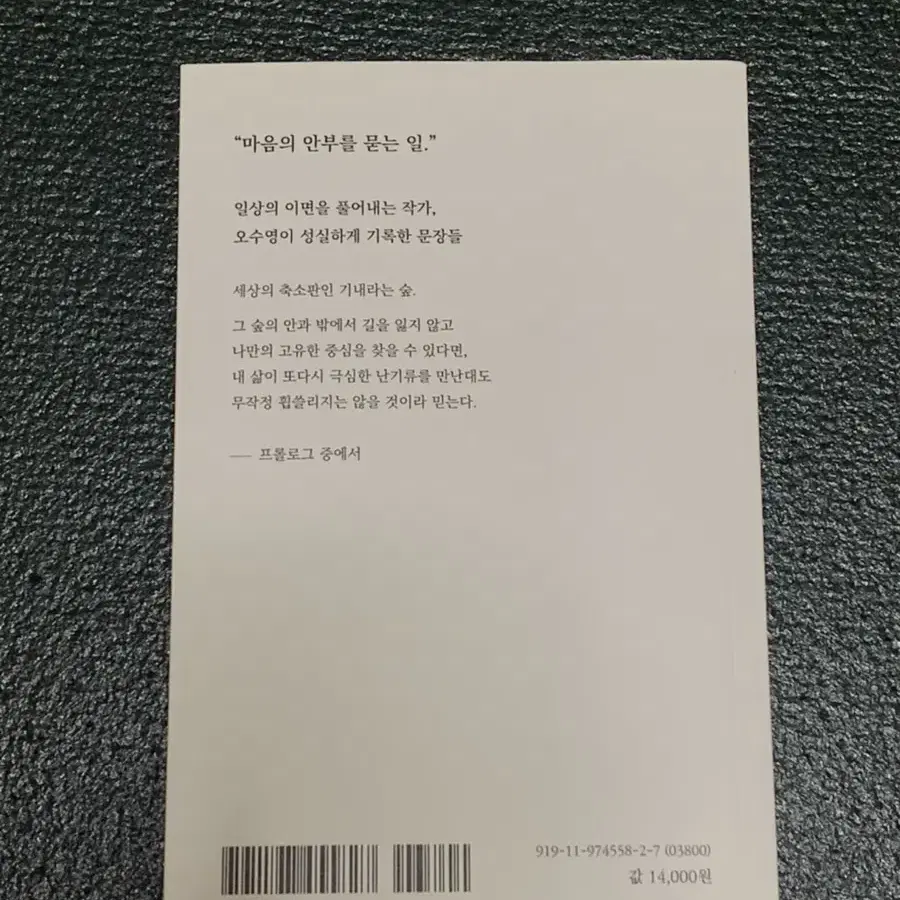 “마음의 안부를 묻는 일.”
일상의 이면을 풀어내는 작가,
오수영이 성실하게 기록한 문장들
세상의 축소판인 기내라는 숲.
그 숲의 안과 밖에서 길을 잃지 않고
나만의 고유한 중심을 찾을 수 있다면,
내 삶이 또다시 극심한 난기류를 만난대도
무작정 휩쓸리지는 않을 것이라 믿는다.
── 프롤로그 중에서
919-11-974558-2-7 (03800)
값 14,000원